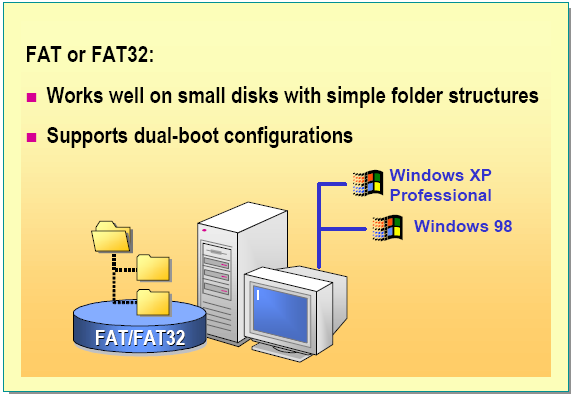 FAT or FAT32:
Works well on small disks with simple folder structures
Supports dual-boot configurations
Windows XP
Professional
Windows 98
FAT/FAT32